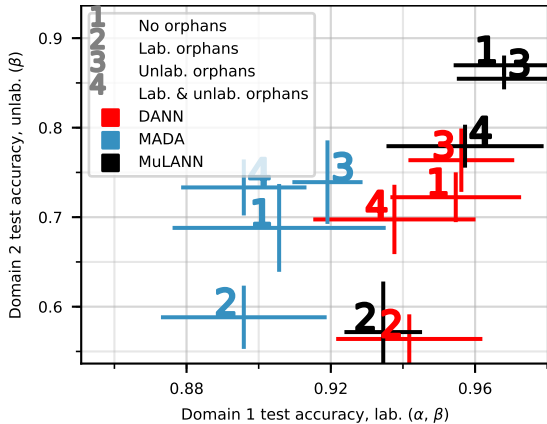 0.9
0.8
0.7
0.6
Domain 2 test accuracy, unlab. (β)
1 No orphans
2 Lab. orphans
3 Unlab. orphans
4 Lab. & unlab. orphans
DANN
MADA
MuLANN
1
3
4
3
1
4
4
3
1
2
2
2
0.88
0.92
0.96
Domain 1 test accuracy, lab. (α, β)